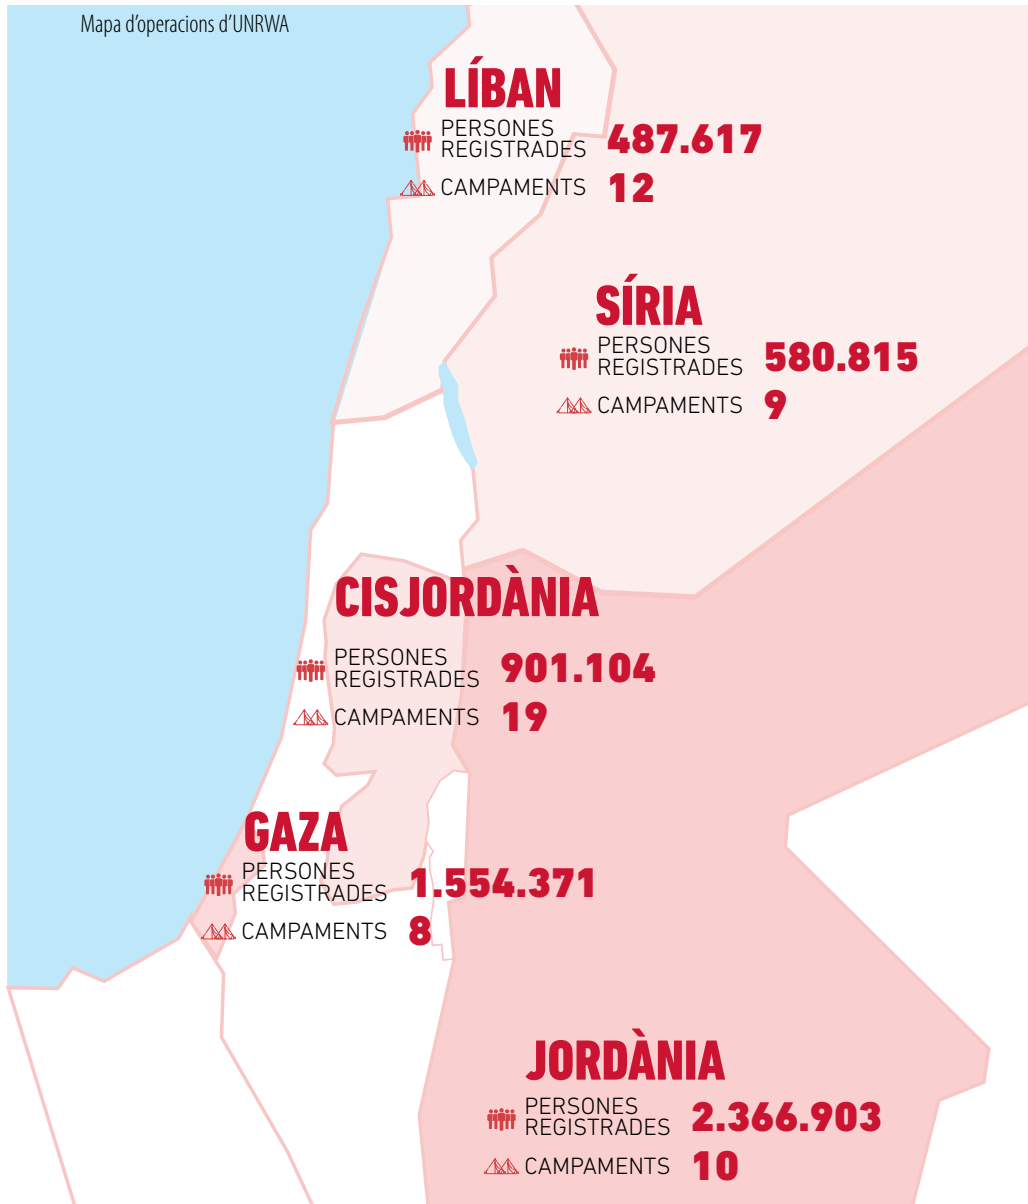 Mapa d'operacions d'UNRWA
LÍBAN
PERSONES
REGISTRADES 487.617
CAMPAMENTS 12
SÍRIA
PERSONES
REGISTRADES 580.815
CAMPAMENTS 9
CISJORDÀNIA
PERSONES
REGISTRADES 901.104
CAMPAMENTS 19
GAZA
PERSONES
REGISTRADES 1.554.371
CAMPAMENTS 8
JORDÀNIA
PERSONES
REGISTRADES 2.366.903
CAMPAMENTS 10